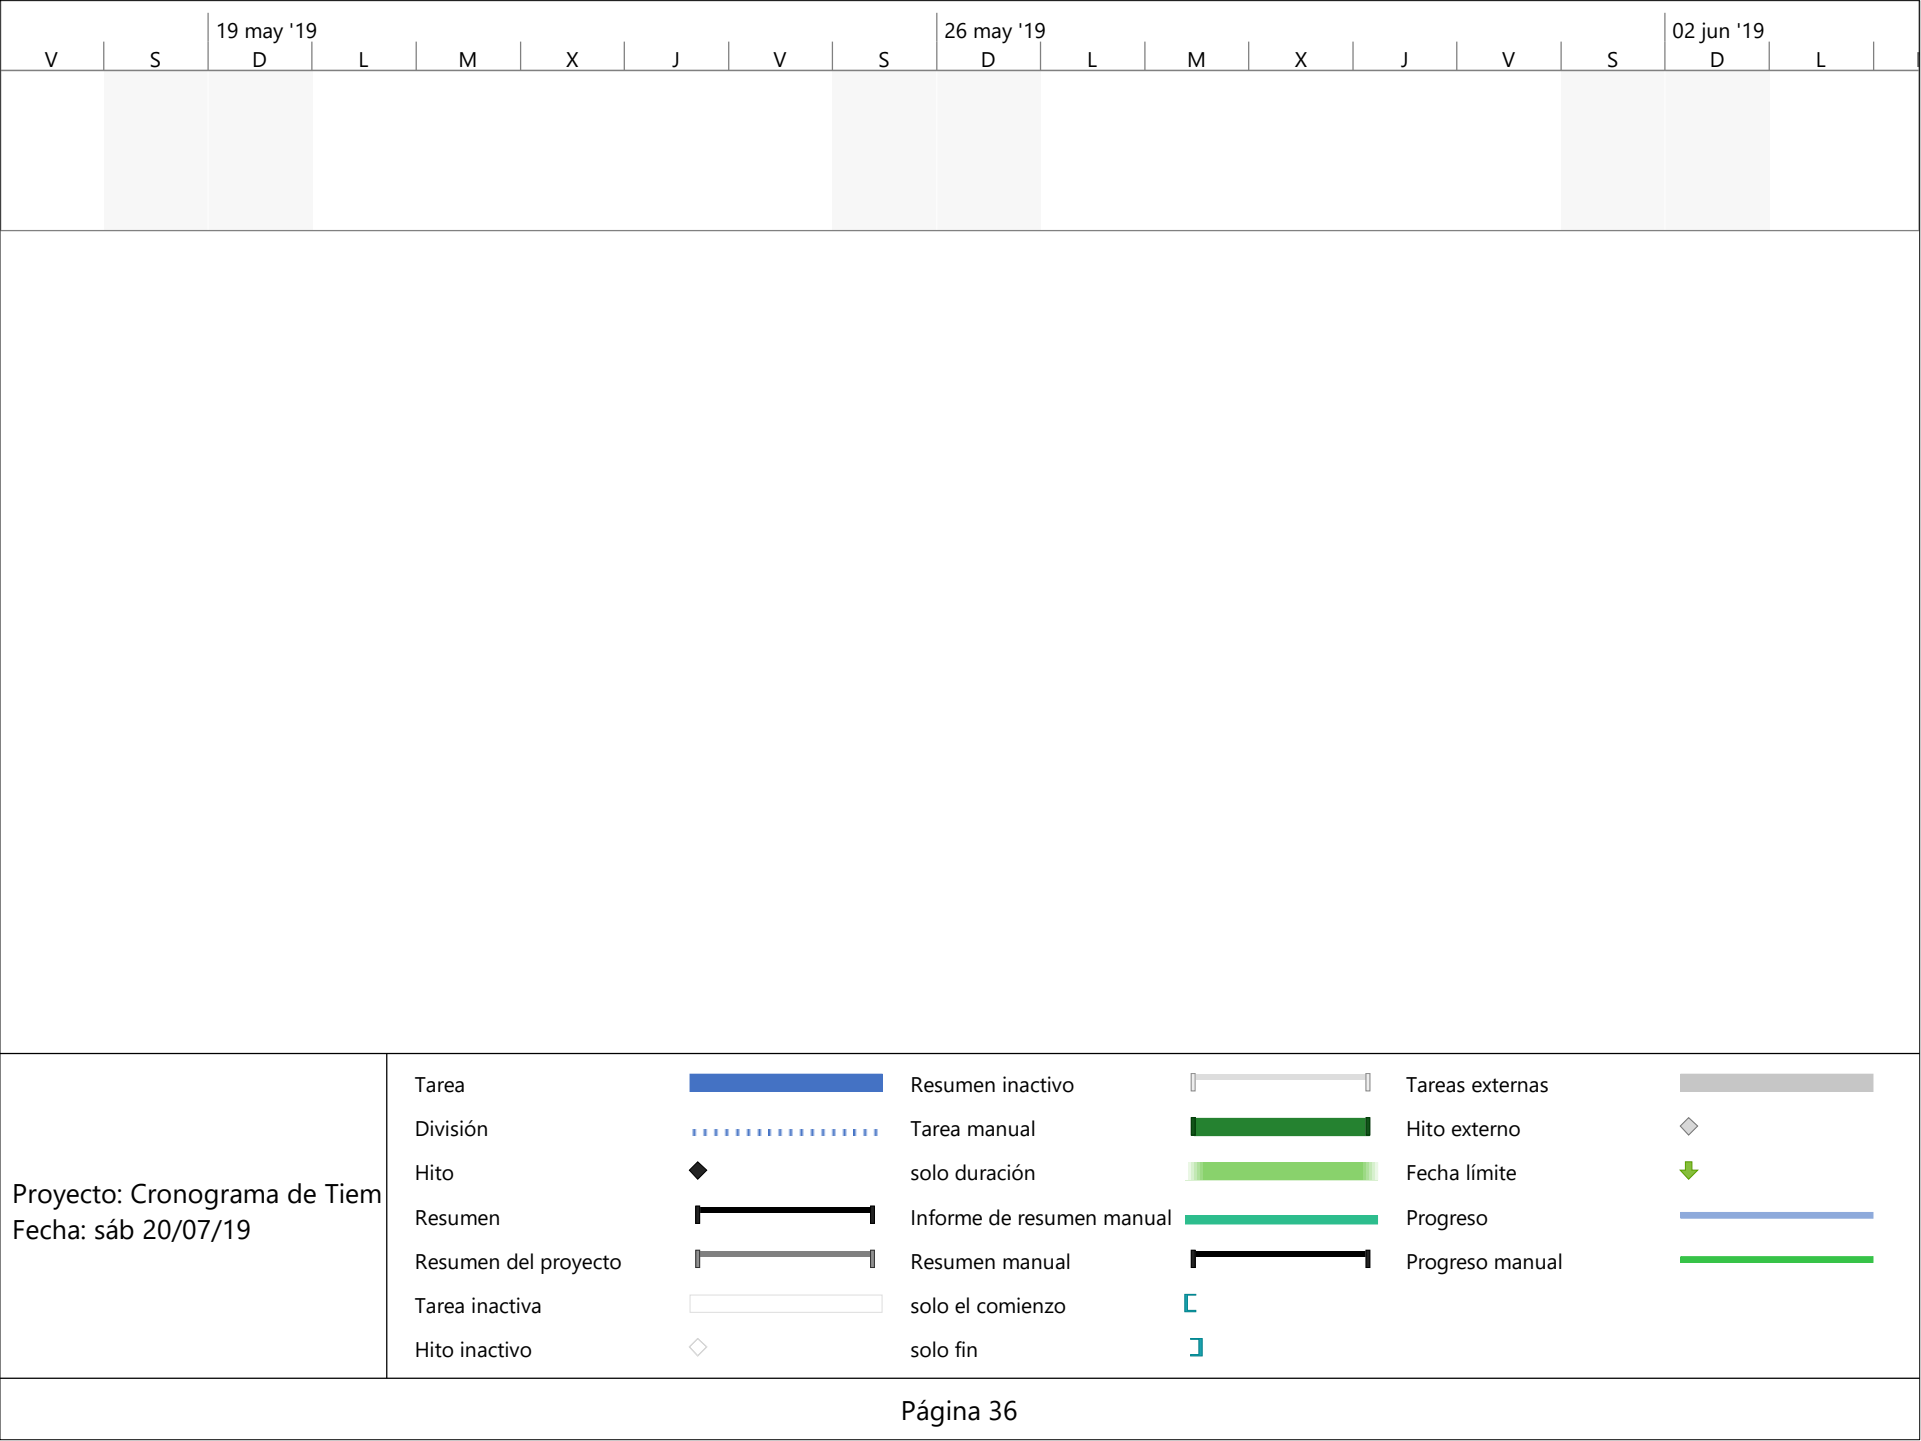 19 may '19 26 may '19 02 jun '19
V S D L M X J V S D L M X J V S D L
Tarea Resumen inactivo Tareas externas
División Tarea manual Hito externo
Hito solo duración Fecha límite
Proyecto: Cronograma de Tiem
Fecha: sáb 20/07/19
Resumen Informe de resumen manual Progreso
Resumen del proyecto Resumen manual Progreso manual
Tarea inactiva solo el comienzo
Hito inactivo solo fin
Página 36